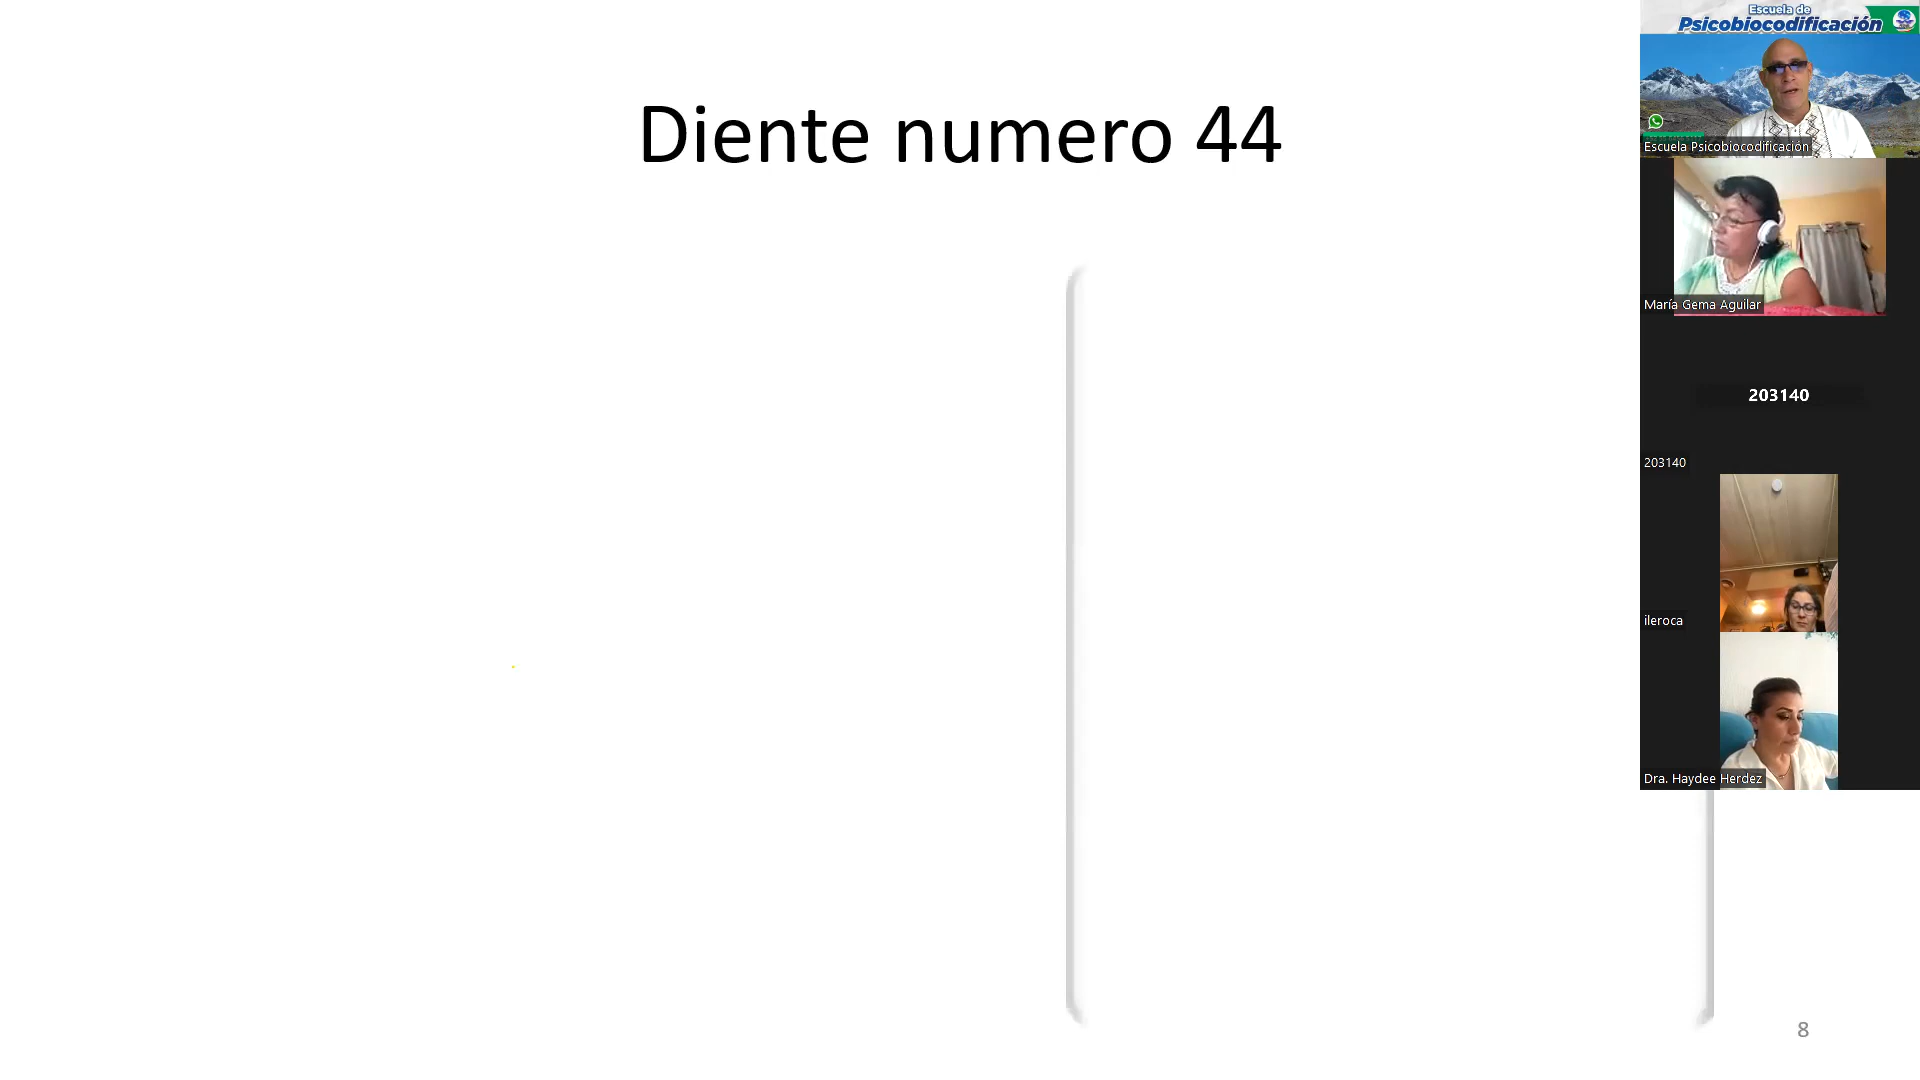 Diente numero 44
Escuela de
Psicobiocodificación
Escuela Psicobiocodificación
María Gema Aguilar
203140
203140
ileroca
Dra. Haydee Herdez
8